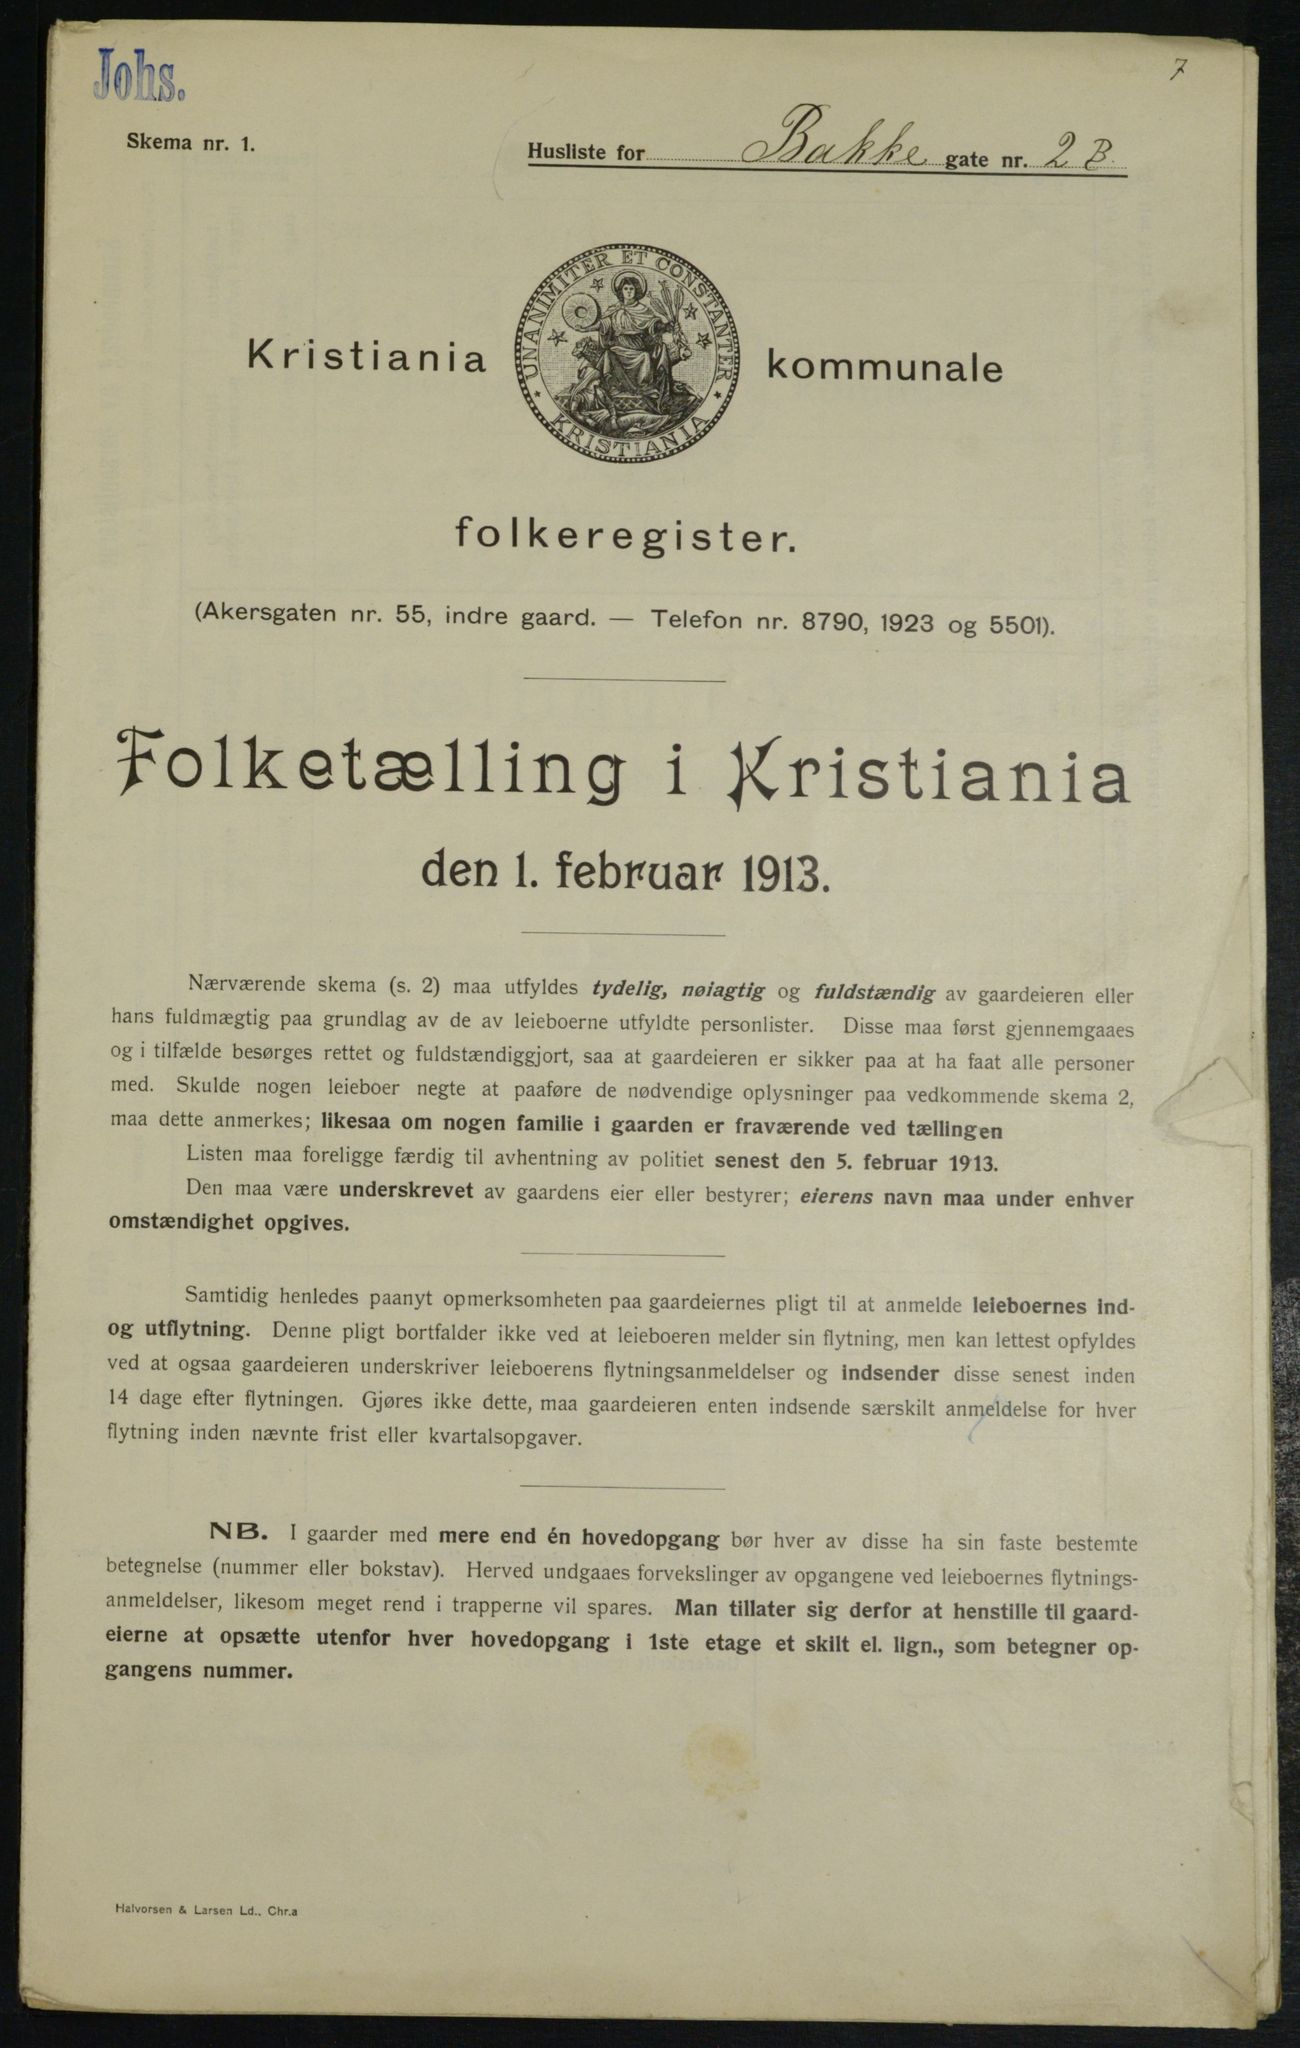 7
Johs.
Skema nr. 1.
Husliste for Bakke gate nr. 2 B.
UNANIMITER ET CONSTANTER
KRISTIANIA
Kristiania kommunale
folkeregister.
(Akersgaten nr. 55, indre gaard. — Telefon nr. 8790, 1923 og 5501).
Folketælling i Kristiania
den 1. februar 1913.
Nærværende skema (s. 2) maa utfyldes tydelig, nøiagtig og fuldstændig av gaardeieren eller
hans fuldmægtig paa grundlag av de av leieboerne utfyldte personlister. Disse maa først gjennemgaaes
og i tilfælde besørges rettet og fuldstændiggjort, saa at gaardeieren er sikker paa at ha faat alle personer
med. Skulde nogen leieboer negte at paaføre de nødvendige oplysninger paa vedkommende skema 2,
maa dette anmerkes; likesaa om nogen familie i gaarden er fraværende ved tællingen
Listen maa foreligge færdig til avhentning av politiet senest den 5. februar 1913.
Den maa være underskrevet av gaardens eier eller bestyrer; eierens navn maa under enhver
omstændighet opgives.
Samtidig henledes paanyt opmerksomheten paa gaardeiernes pligt til at anmelde leieboernes ind-
og utflytning. Denne pligt bortfalder ikke ved at leieboeren melder sin flytning, men kan lettest opfyldes
ved at ogsaa gaardeieren underskriver leieboerens flytningsanmeldelser og indsender disse senest inden
14 dage efter flytningen. Gjøres ikke dette, maa gaardeieren enten indsende særskilt anmeldelse for hver
flytning inden nævnte frist eller kvartalsopgaver.
NB. I gaarder med mere end én hovedopgang bør hver av disse ha sin faste bestemte
betegnelse (nummer eller bokstav). Herved undgaaes forvekslinger av opgangene ved leieboernes flytnings-
anmeldelser, likesom meget rend i trapperne vil spares. Man tillater sig derfor at henstille til gaard-
eierne at opsætte utenfor hver hovedopgang i 1ste etage et skilt el. lign., som betegner op-
gangens nummer.
Halvorsen & Larsen Ld., Chr.a